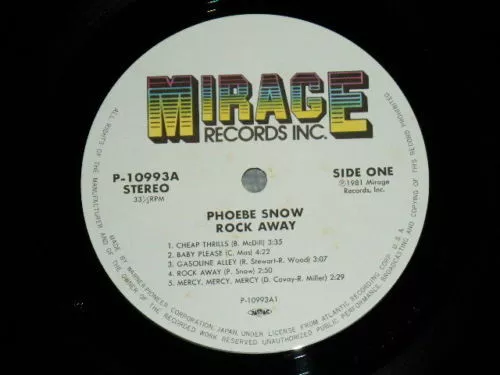 MIRAGE
RECORDS INC.
P-10993A
STEREO
33⅓RPM
SIDE ONE
Ⓟ1981 Mirage
Records, Inc.
PHOEBE SNOW
ROCK AWAY
1. CHEAP THRILLS (B. McDill) 3:35
2. BABY PLEASE (C. Mas) 4:22
3. GASOLINE ALLEY (R. Stewart-R. Wood) 3:07
4. ROCK AWAY (P. Snow) 2:50
5. MERCY, MERCY, MERCY (D. Covay-R. Miller) 2:29
P-10993A1
MADE BY WARNER-PIONEER CORPORATION, JAPAN, UNDER LICENSE FROM ATLANTIC RECORDING CORP. U.S.A.
ALL RIGHTS OF THE MANUFACTURER AND OF THE OWNER OF THE RECORDED WORK RESERVED. UNAUTHORIZED PUBLIC PERFORMANCE, BROADCASTING AND COPYING OF THIS RECORD PROHIBITED